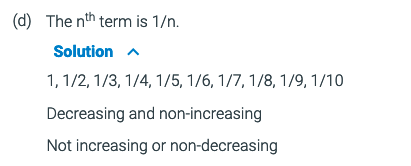 (d) The nth term is 1/n.
Solution
1, 1/2, 1/3, 1/4, 1/5, 1/6, 1/7, 1/8, 1/9, 1/10
Decreasing and non-increasing
Not increasing or non-decreasing